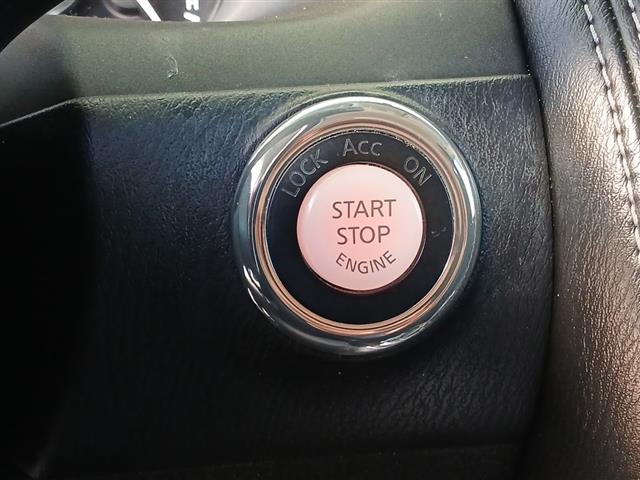 LOCK Acc ON
START
STOP
ENGINE